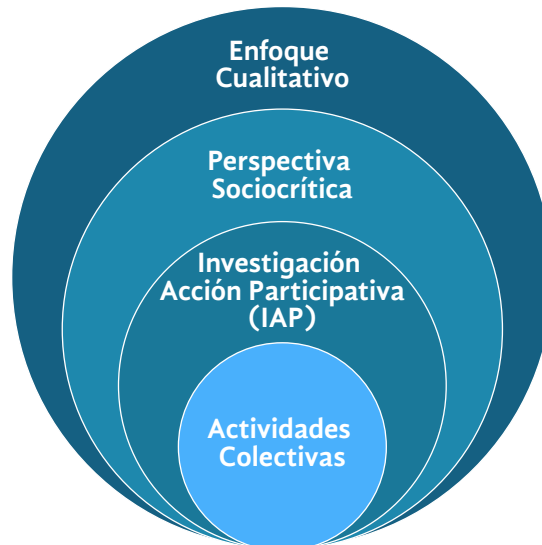 Enfoque
Cualitativo
Perspectiva
Sociocrítica
Investigación
Acción Participativa
(IAP)
Actividades
Colectivas